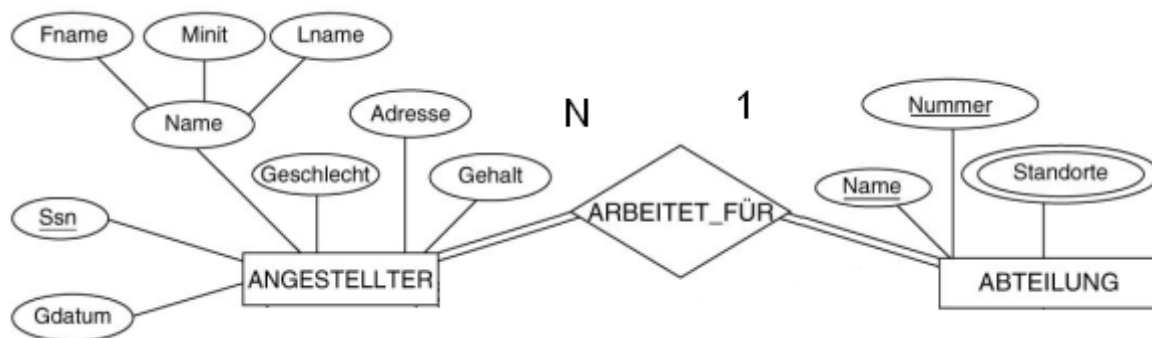 Fname
Minit
Lname
Name
Adresse
N
1
Nummer
Geschlecht
Gehalt
Name
Standorte
Ssn
ARBEITET_FÜR
ANGESTELLTER
ABTEILUNG
Gdatum